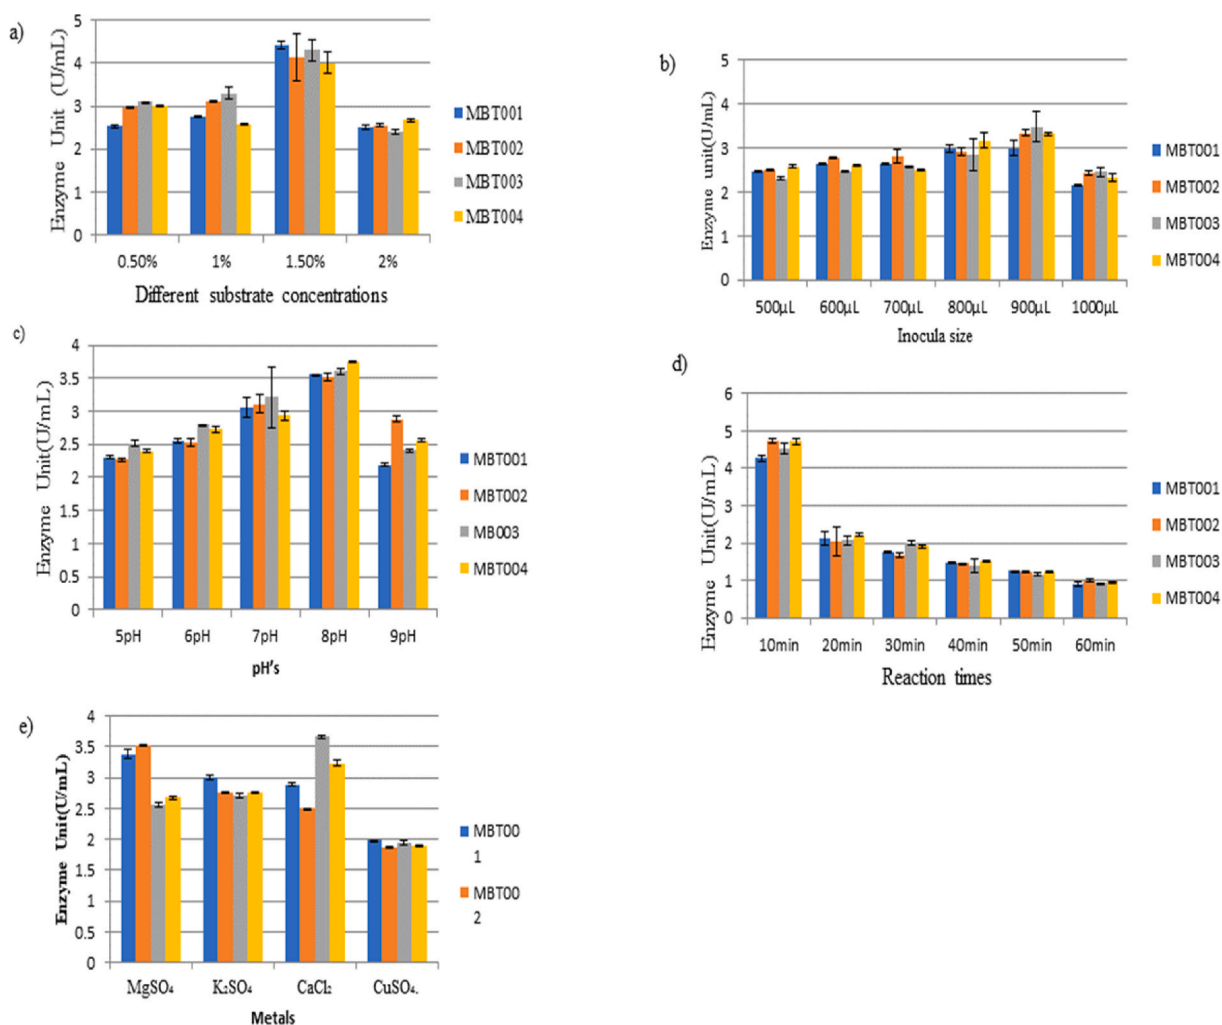 a)
Enzyme Unit (U/mL)
5
4
3
2
1
0
0.50% 1% 1.50% 2%
Different substrate concentrations
MBT001
MBT002
MBT003
MBT004
b)
Enzyme unit(U/mL)
5
4
3
2
1
0
500µL 600µL 700µL 800µL 900µL 1000µL
Inocula size
MBT001
MBT002
MBT003
MBT004
c)
Enzyme Unit(U/mL)
4
3.5
3
2.5
2
1.5
1
0.5
0
5pH 6pH 7pH 8pH 9pH
pH's
MBT001
MBT002
MB003
MBT004
d)
Enzyme Unit(U/mL)
6
5
4
3
2
1
0
10min 20min 30min 40min 50min 60min
Reaction times
MBT001
MBT002
MBT003
MBT004
e)
Enzyme Unit(U/mL)
4
3.5
3
2.5
2
1.5
1
0.5
0
MgSO₄ K₂SO₄ CaCl₂ CuSO₄.
Metals
MBT00
1
MBT00
2